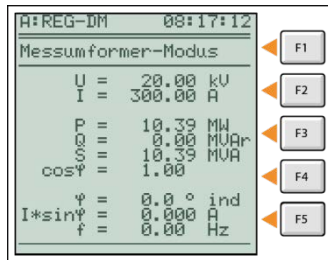 A:REG-DM 08:17:12
Messumformer-Modus
U = 20.00 kV
I = 300.00 A
P = 10.39 MW
Q = 0.00 MVAr
S = 10.39 MVA
cosφ = 1.00
φ = 0.0 ° ind
I*sinφ = 0.000 A
f = 0.00 Hz
F1
F2
F3
F4
F5